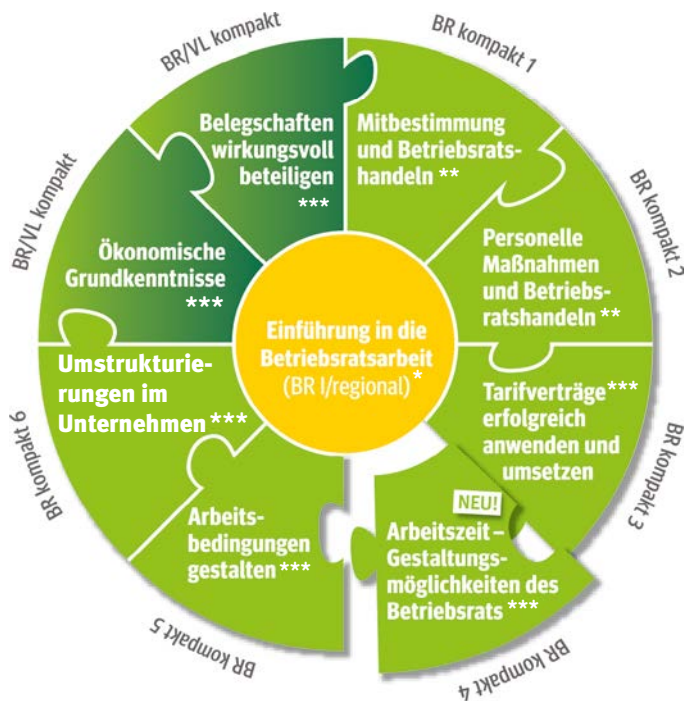 BR/VL kompakt
Belegschaften
wirkungsvoll
beteiligen
***
BR kompakt 1
Mitbestimmung
und Betriebsrats-
handeln **
BR kompakt 2
Personelle
Maßnahmen
und Betriebs-
ratshandeln **
BR kompakt 3
Tarifverträge ***
erfolgreich
anwenden und
umsetzen
BR kompakt 4
NEU!
Arbeitszeit –
Gestaltungs-
möglichkeiten des
Betriebsrats ***
BR kompakt 5
Arbeits-
bedingungen
gestalten ***
BR kompakt 6
Umstrukturie-
rungen im
Unternehmen ***
BR/VL kompakt
Ökonomische
Grundkenntnisse
***
Einführung in die
Betriebsratsarbeit
(BR I/regional) *